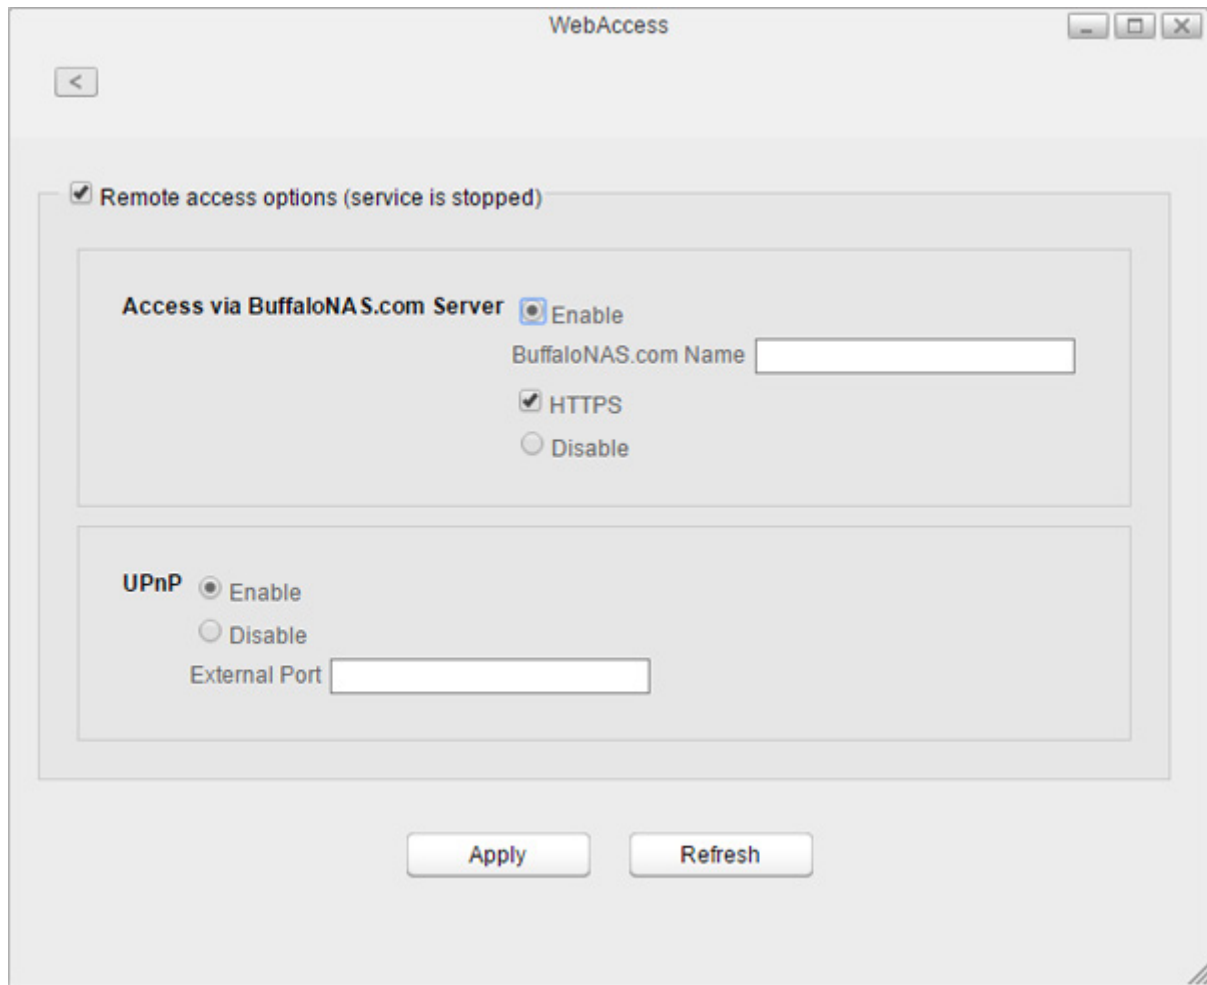 WebAccess
<
Remote access options (service is stopped)
Access via BuffaloNAS.com Server Enable
BuffaloNAS.com Name
HTTPS
Disable
UPnP Enable
Disable
External Port
Apply Refresh